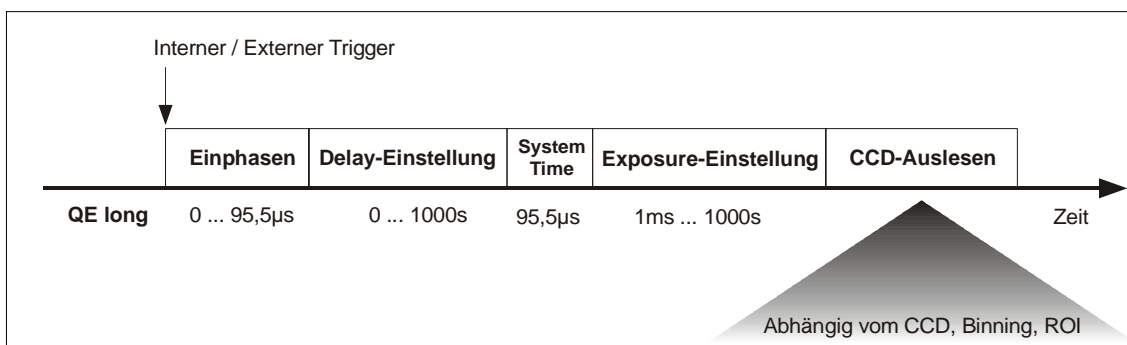 Interner / Externer Trigger
Einphasen
Delay-Einstellung
System
Time
Exposure-Einstellung
CCD-Auslesen
QE long
0 ... 95,5µs
0 ... 1000s
95,5µs
1ms ... 1000s
Zeit
Abhängig vom CCD, Binning, ROI